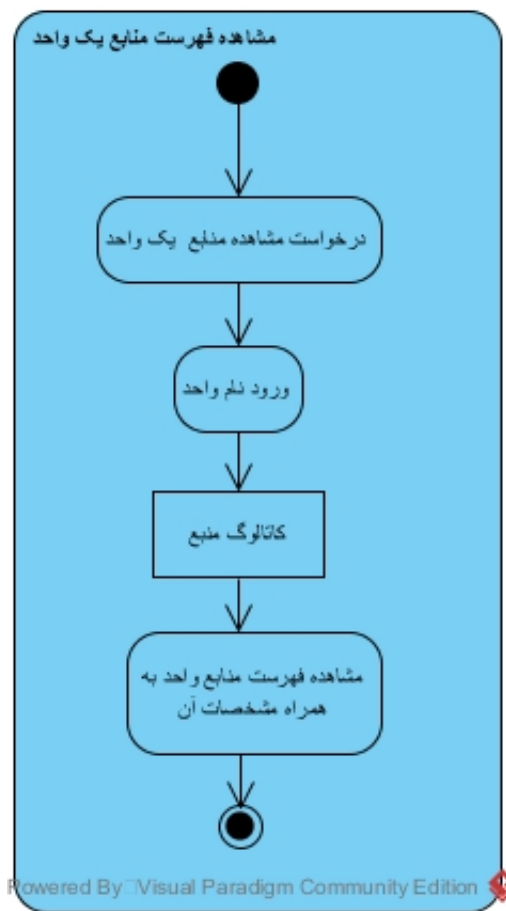 مشاهده فهرست منابع یک واحد
درخواست مشاهده منابع یک واحد
ورود نام واحد
کاتالوگ منبع
مشاهده فهرست منابع واحد به
همراه مشخصات آن
Powered By Visual Paradigm Community Edition